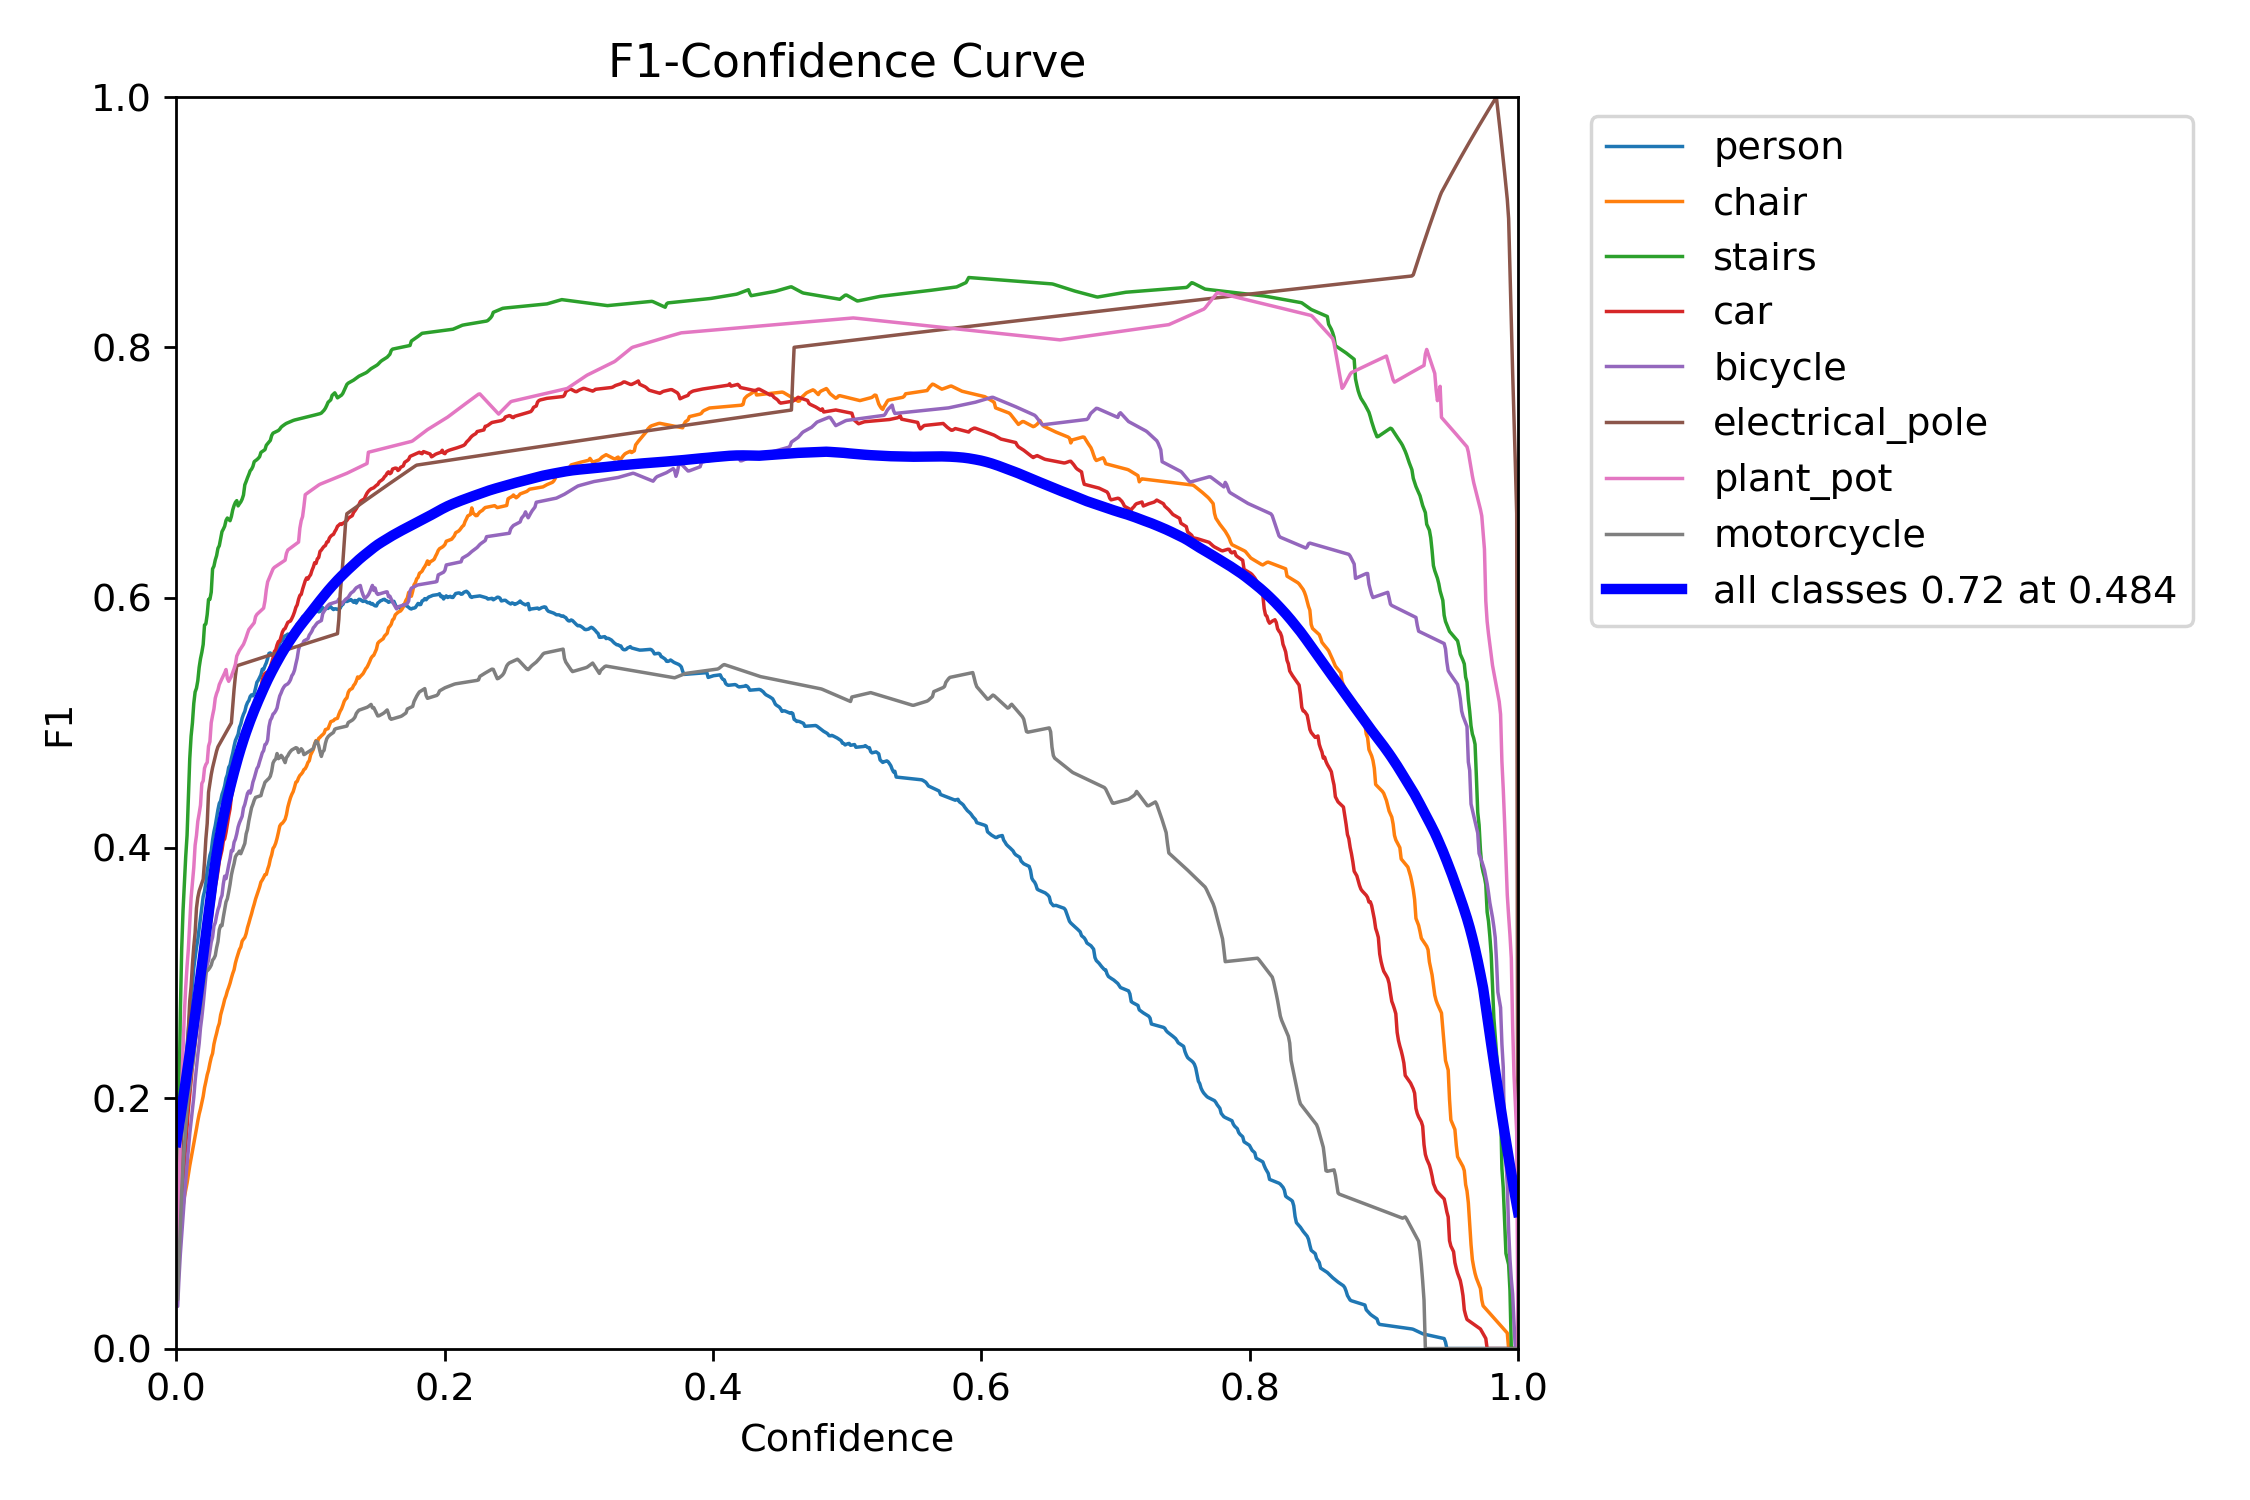 F1-Confidence Curve
1.0
0.8
0.6
0.4
0.2
0.0
F1
0.0 0.2 0.4 0.6 0.8 1.0
Confidence
person
chair
stairs
car
bicycle
electrical_pole
plant_pot
motorcycle
all classes 0.72 at 0.484